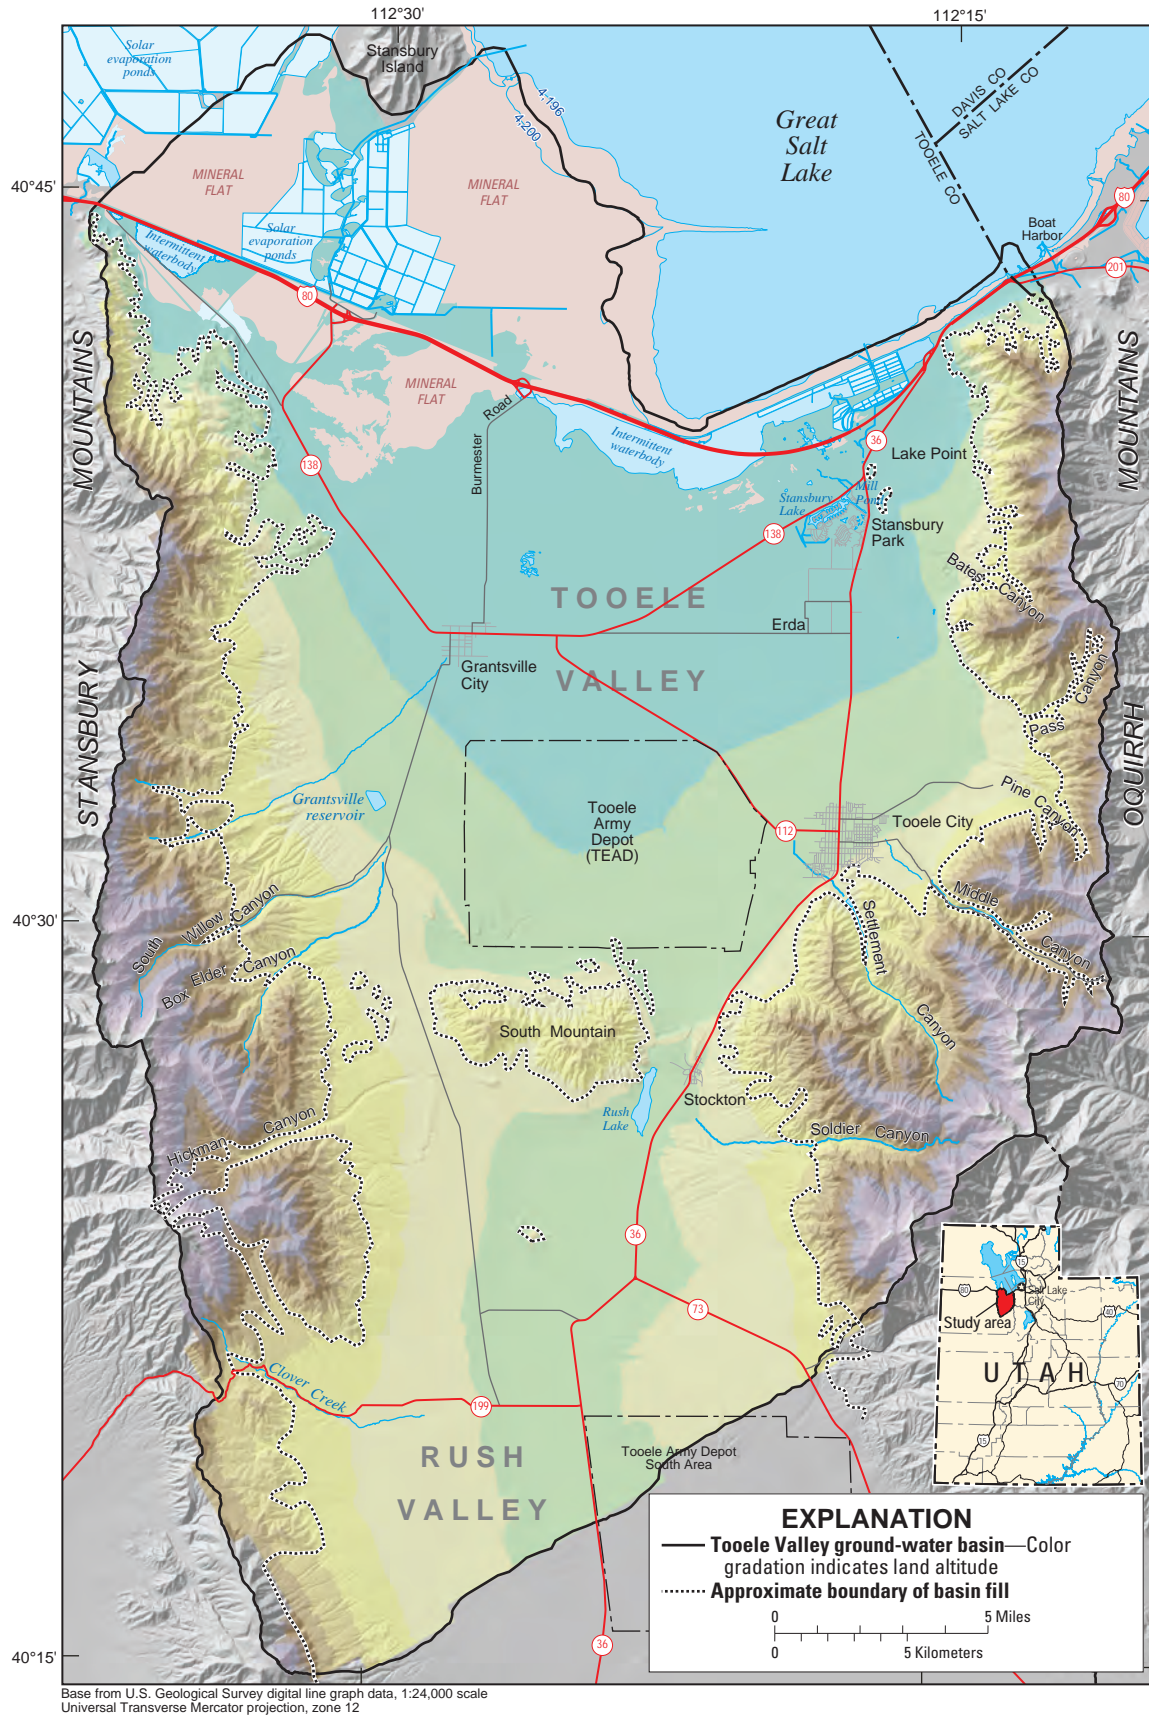 112°30'
112°15'
Solar
evaporation
ponds
Stansbury
Island
4,196
4,200
Great
Salt
Lake
DAVIS CO
SALT LAKE CO
TOOELE CO
40°45'
MINERAL
FLAT
MINERAL
FLAT
80
Boat
Harbor
201
Solar
evaporation
ponds
Intermittent
waterbody
80
MOUNTAINS
MOUNTAINS
MINERAL
FLAT
Road
Burmester
Intermittent
waterbody
36
Lake Point
138
Stansbury
Lake
Mill
Pond
Stansbury
Park
138
Bates Canyon
TOOELE
Erda
Grantsville
City
VALLEY
STANSBURY
Pass Canyon
OQUIRRH
Grantsville
reservoir
Pine Canyon
Tooele
Army
Depot
(TEAD)
112
Tooele City
Middle Canyon
40°30'
South Willow Canyon
Settlement Canyon
Box Elder Canyon
South Mountain
Stockton
Rush
Lake
Hickman Canyon
Soldier Canyon
36
73
15
80
Salt Lake
City
40
Study area
UTAH
70
15
Clover Creek
199
RUSH
VALLEY
Tooele Army Depot
South Area
EXPLANATION
Tooele Valley ground-water basin—Color
gradation indicates land altitude
Approximate boundary of basin fill
0 5 Miles
0 5 Kilometers
36
40°15'
Base from U.S. Geological Survey digital line graph data, 1:24,000 scale
Universal Transverse Mercator projection, zone 12